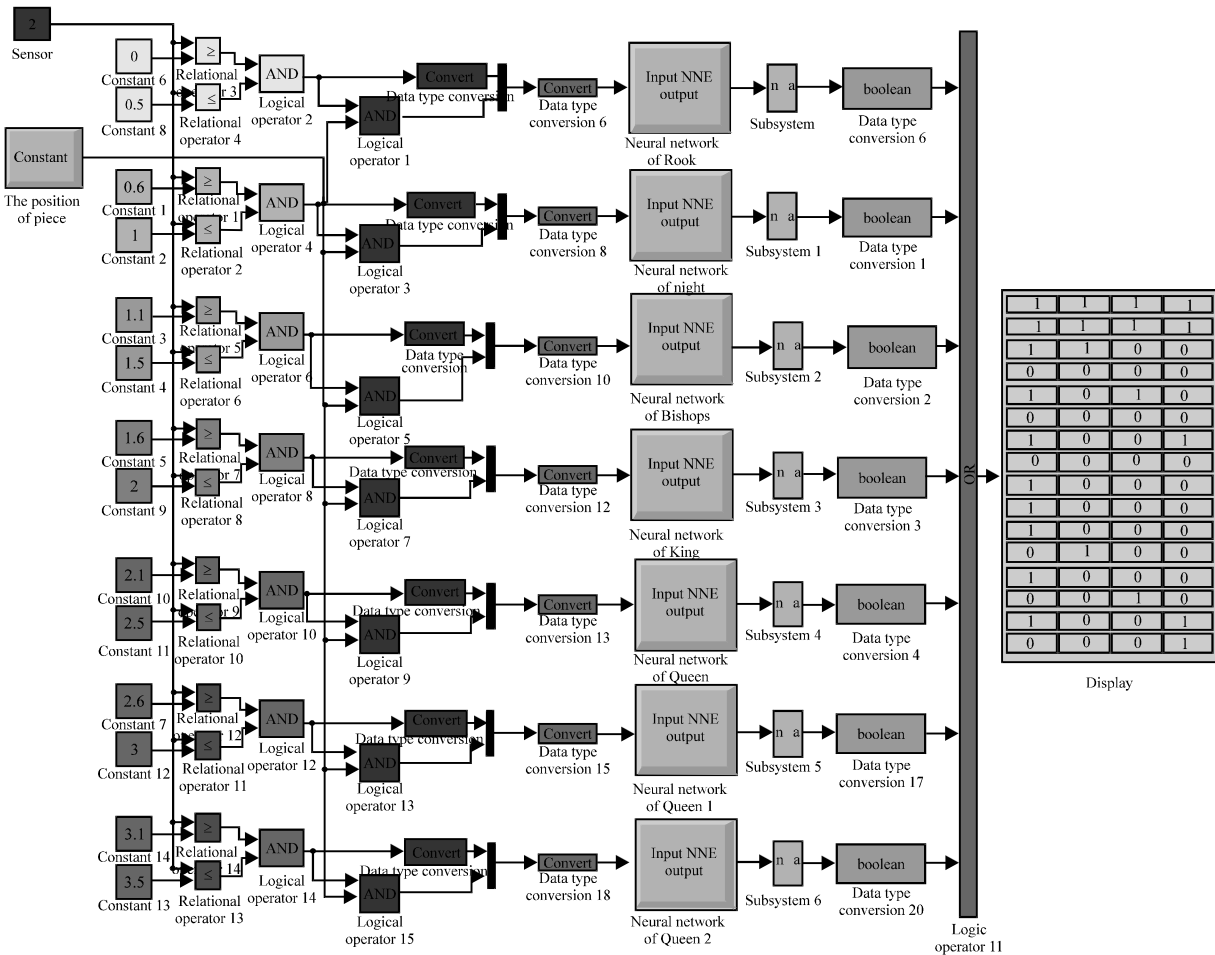 2
Sensor
0
Constant 6
0.5
Constant 8
≥
Relational
operator 3
≤
Relational
operator 4
AND
Logical
operator 2
Convert
Data type conversion
AND
Logical
operator 1
Convert
Data type
conversion 6
Input NNE
output
Neural network
of Rook
n a
Subsystem
boolean
Data type
conversion 6
Constant
The position
of piece
0.6
Constant 1
1
Constant 2
≥
Relational
operator 1
≤
Relational
operator 2
AND
Logical
operator 4
Convert
Data type conversion
AND
Logical
operator 3
Convert
Data type
conversion 8
Input NNE
output
Neural network
of night
n a
Subsystem 1
boolean
Data type
conversion 1
1.1
Constant 3
1.5
Constant 4
≥
Relational
operator 5
≤
Relational
operator 6
AND
Logical
operator 6
Convert
Data type
conversion
AND
Logical
operator 5
Convert
Data type
conversion 10
Input NNE
output
Neural network
of Bishops
n a
Subsystem 2
boolean
Data type
conversion 2
1.6
Constant 5
2
Constant 9
≥
Relational
operator 7
≤
Relational
operator 8
AND
Logical
operator 8
Convert
Data type conversion
AND
Logical
operator 7
Convert
Data type
conversion 12
Input NNE
output
Neural network
of King
n a
Subsystem 3
boolean
Data type
conversion 3
2.1
Constant 10
2.5
Constant 11
≥
Relational
operator 9
≤
Relational
operator 10
AND
Logical
operator 10
Convert
Data type conversion
AND
Logical
operator 9
Convert
Data type
conversion 13
Input NNE
output
Neural network
of Queen
n a
Subsystem 4
boolean
Data type
conversion 4
2.6
Constant 7
3
Constant 12
≥
Relational
operator 12
≤
Relational
operator 11
AND
Logical
operator 12
Convert
Data type conversion
AND
Logical
operator 13
Convert
Data type
conversion 15
Input NNE
output
Neural network
of Queen 1
n a
Subsystem 5
boolean
Data type
conversion 17
3.1
Constant 14
3.5
Constant 13
≥
Relational
operator 14
≤
Relational
operator 13
AND
Logical
operator 14
Convert
Data type conversion
AND
Logical
operator 15
Convert
Data type
conversion 18
Input NNE
output
Neural network
of Queen 2
n a
Subsystem 6
boolean
Data type
conversion 20
OR
Logic
operator 11
1 1 1 1
1 1 1 1
1 1 0 0
0 0 0 0
1 0 1 0
0 0 0 0
1 0 0 1
0 0 0 0
1 0 0 0
1 0 0 0
1 0 0 0
0 1 0 0
1 0 0 0
0 0 1 0
1 0 0 1
0 0 0 1
Display